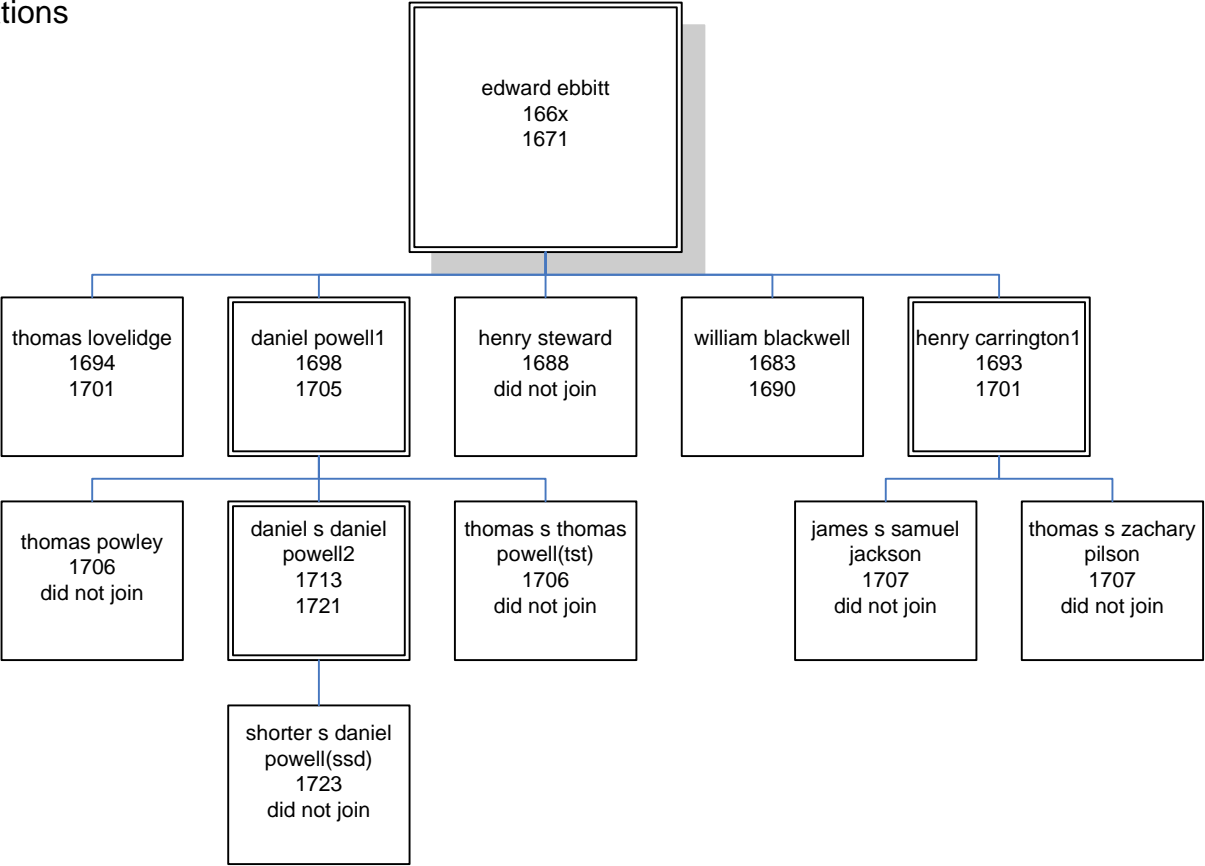 tions
edward ebbitt
166x
1671
thomas lovelidge
1694
1701
daniel powell1
1698
1705
henry steward
1688
did not join
william blackwell
1683
1690
henry carrington1
1693
1701
thomas powley
1706
did not join
daniel s daniel
powell2
1713
1721
thomas s thomas
powell(tst)
1706
did not join
james s samuel
jackson
1707
did not join
thomas s zachary
pilson
1707
did not join
shorter s daniel
powell(ssd)
1723
did not join